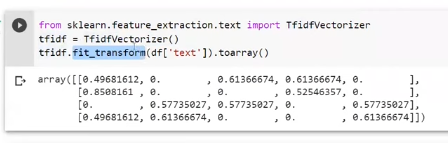 from sklearn.feature_extraction.text import TfidfVectorizer
tfidf = TfidfVectorizer()
tfidf.fit_transform(df['text']).toarray()
array([[0.49681612, 0.        , 0.61366674, 0.61366674, 0.        ],
[0.8508161 , 0.        , 0.        , 0.52546357, 0.        ],
[0.        , 0.57735027, 0.57735027, 0.        , 0.57735027],
[0.49681612, 0.61366674, 0.        , 0.        , 0.61366674]])